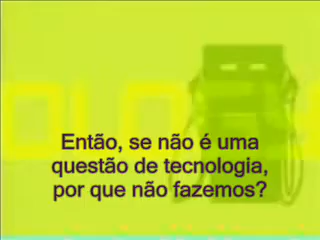 Então, se não é uma
questão de tecnologia,
por que não fazemos?